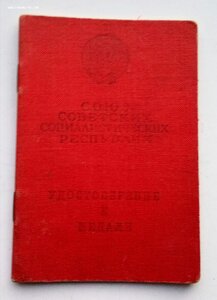 СОЮЗ
СОВЕТСКИХ
СОЦИАЛИСТИЧЕСКИХ
РЕСПУБЛИК
УДОСТОВЕРЕНИЕ
К
МЕДАЛИ